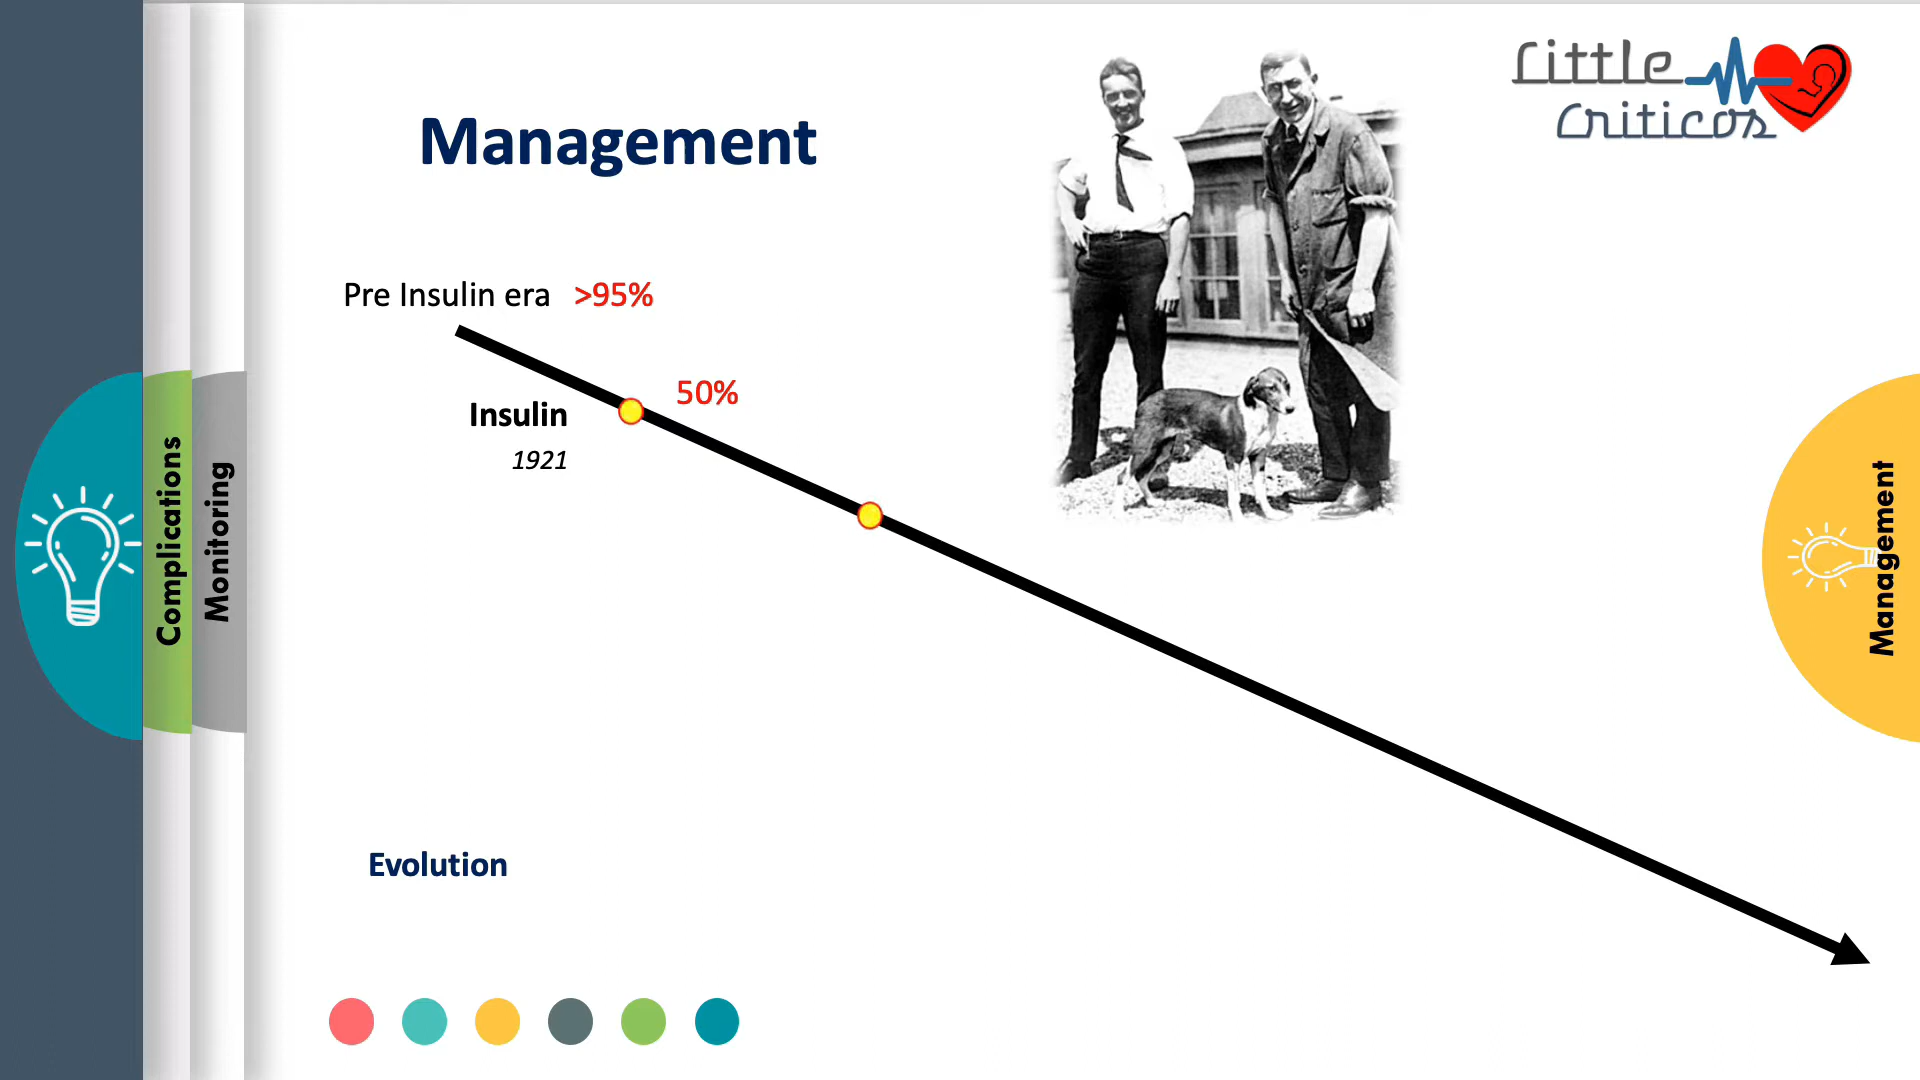 Little
Criticos
Management
Pre Insulin era >95%
50%
Insulin
1921
Complications
Monitoring
Management
Evolution